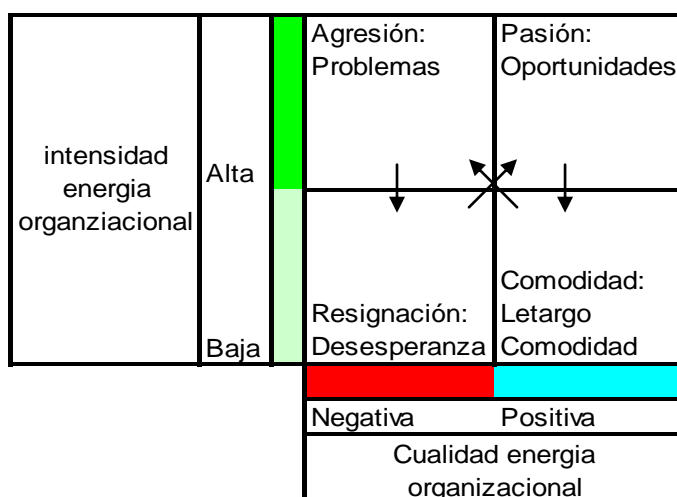 Agresión:
Problemas
Pasión:
Oportunidades
intensidad
energia
organziacional
Alta
Resignación:
Desesperanza
Comodidad:
Letargo
Comodidad
Baja
Negativa
Positiva
Cualidad energia
organizacional